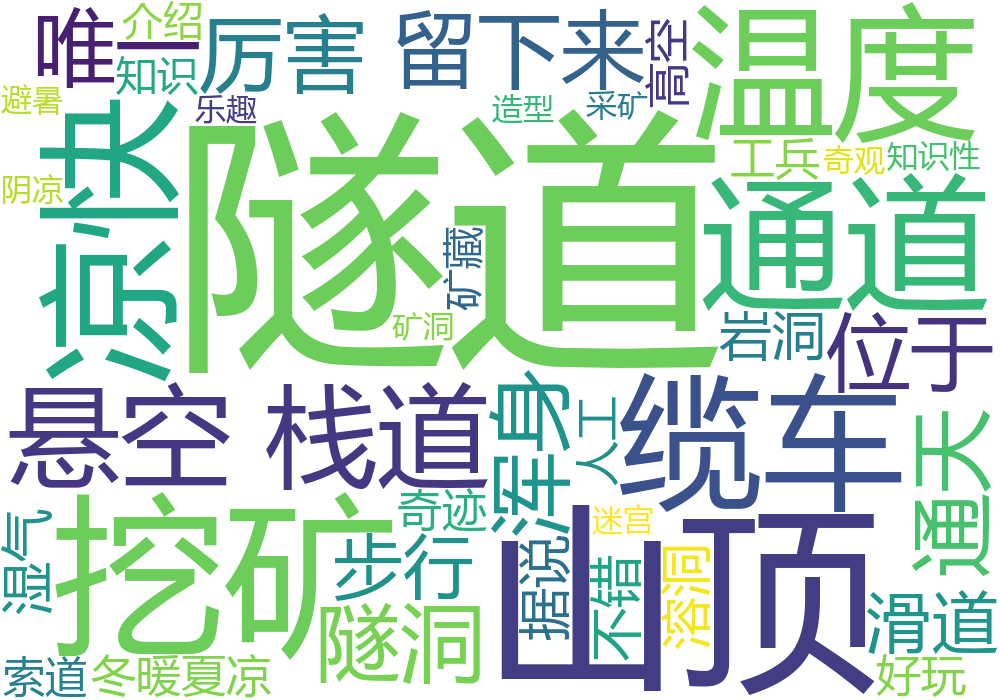 唯一
介绍
知识
厉害
留下来
高空
温度
避暑
乐趣
造型
采矿
工兵
奇观
知识性
凉快
阴凉
隧道
矿藏
矿洞
通道
岩洞
位于
悬空
栈道
浑身
人工
缆车
通天
湿气
挖矿
奇迹
步行
隧洞
山顶
据说
不错
迷宫
溶洞
滑道
索道
冬暖夏凉
好玩